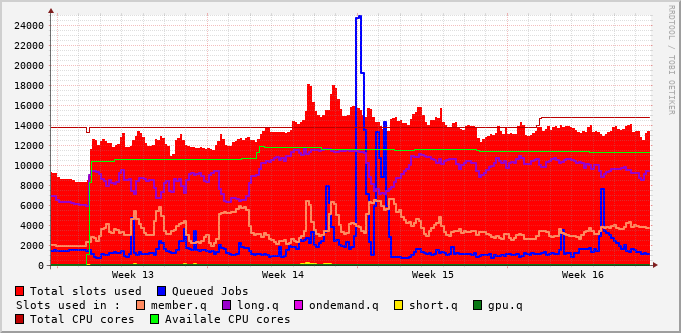 RRDTOOL / TOBI OETIKER
24000
22000
20000
18000
16000
14000
12000
10000
8000
6000
4000
2000
0
Week 13 Week 14 Week 15 Week 16
Total slots used Queued Jobs
Slots used in : member.q long.q ondemand.q short.q gpu.q
Total CPU cores Availale CPU cores